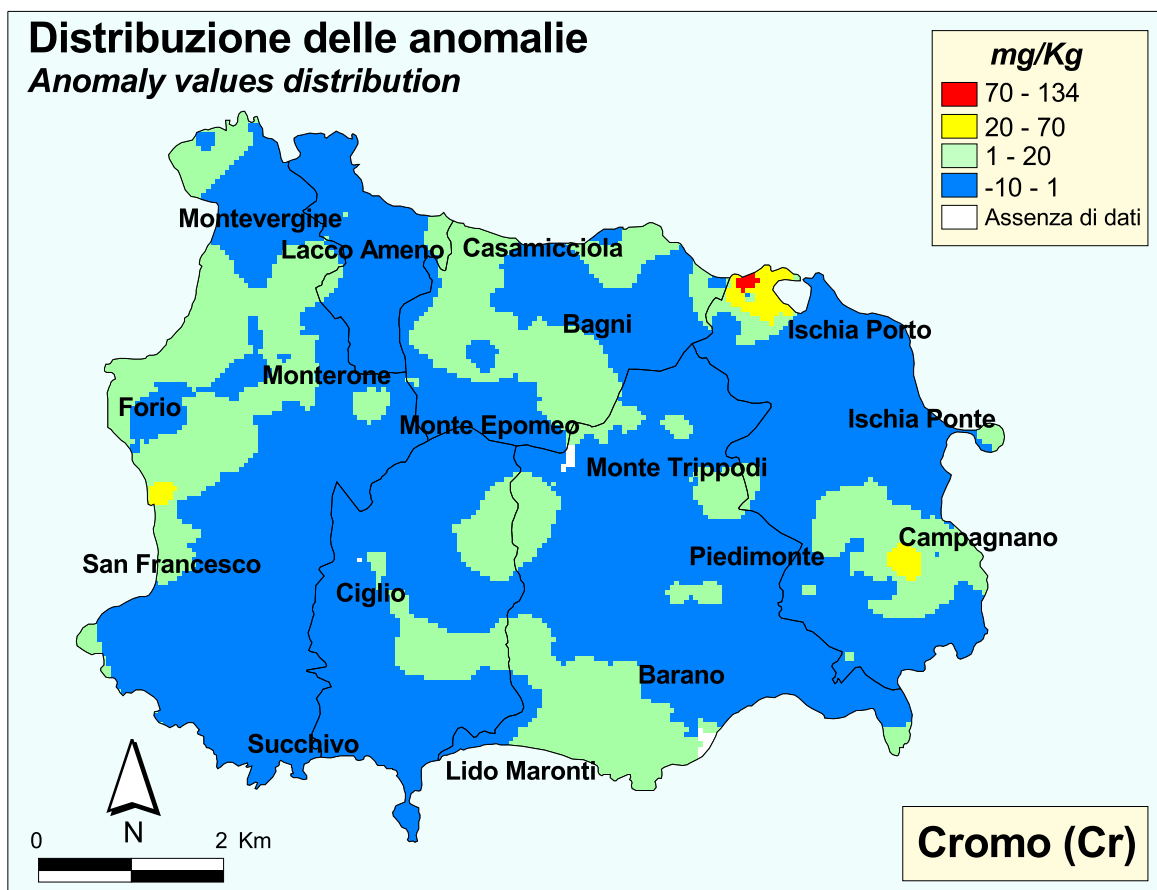 Distribuzione delle anomalie
Anomaly values distribution
mg/Kg
70 - 134
20 - 70
1 - 20
-10 - 1
Assenza di dati
Montevergine
Lacco Ameno
Casamicciola
Bagni
Ischia Porto
Monterone
Forio
Monte Epomeo
Ischia Ponte
Monte Trippodi
Campagnano
San Francesco
Piedimonte
Ciglio
Barano
Succhivo
Lido Maronti
N
0 2 Km
Cromo (Cr)